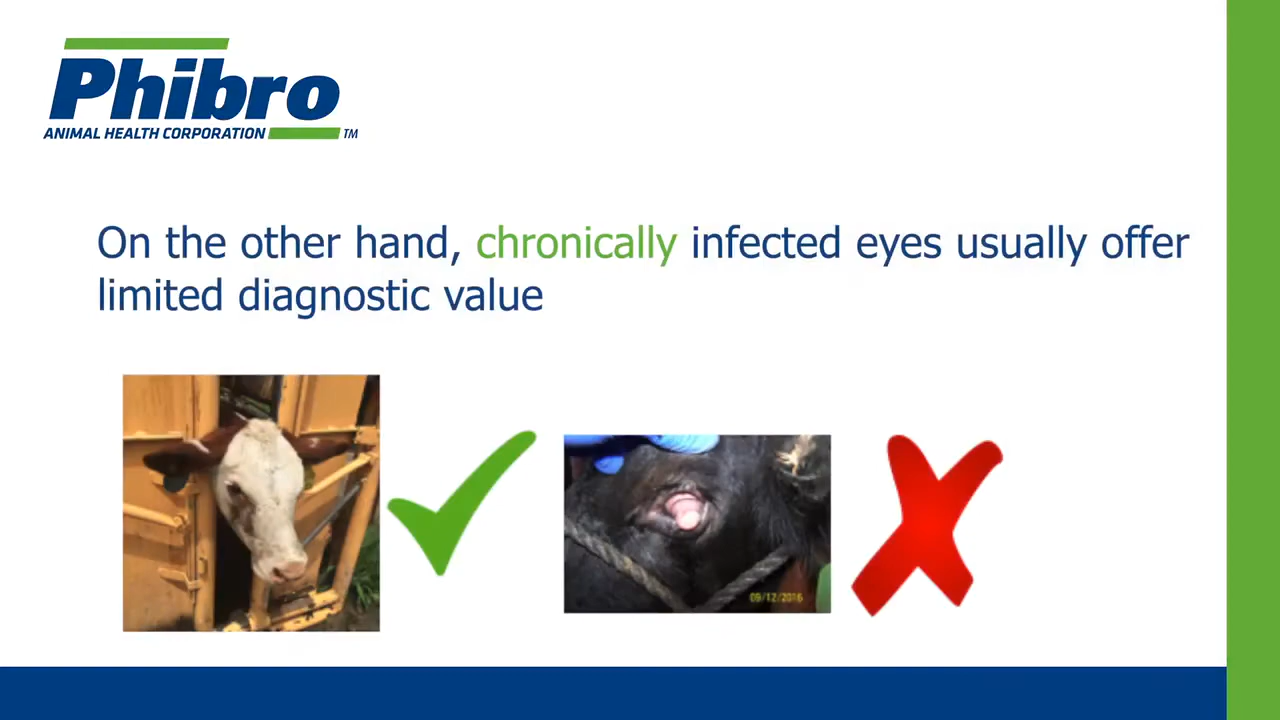 Phibro
ANIMAL HEALTH CORPORATION TM
On the other hand, chronically infected eyes usually offer
limited diagnostic value
09/12/2016